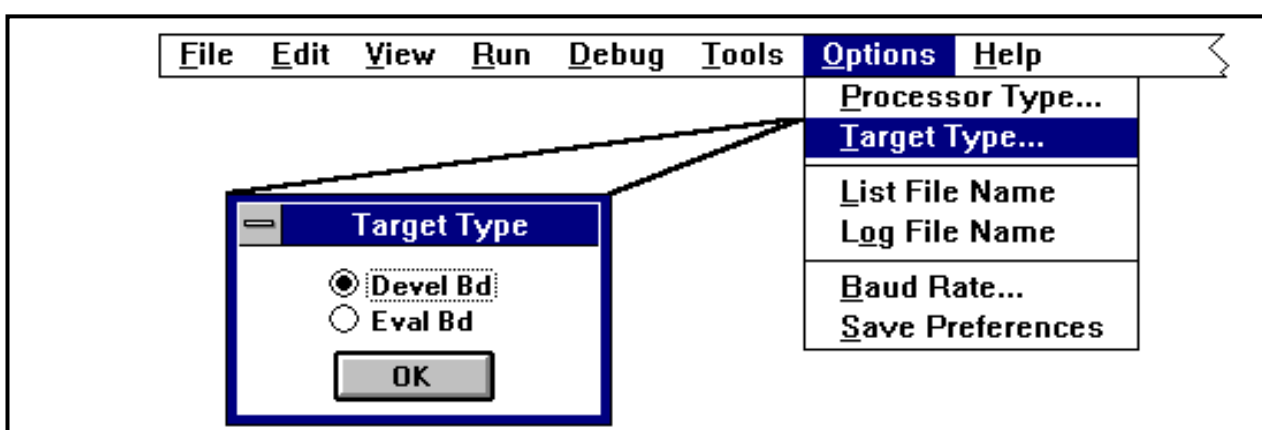 File Edit View Run Debug Tools Options Help
Processor Type...
Target Type...
List File Name
Log File Name
Baud Rate...
Save Preferences
Target Type
Devel Bd
Eval Bd
OK